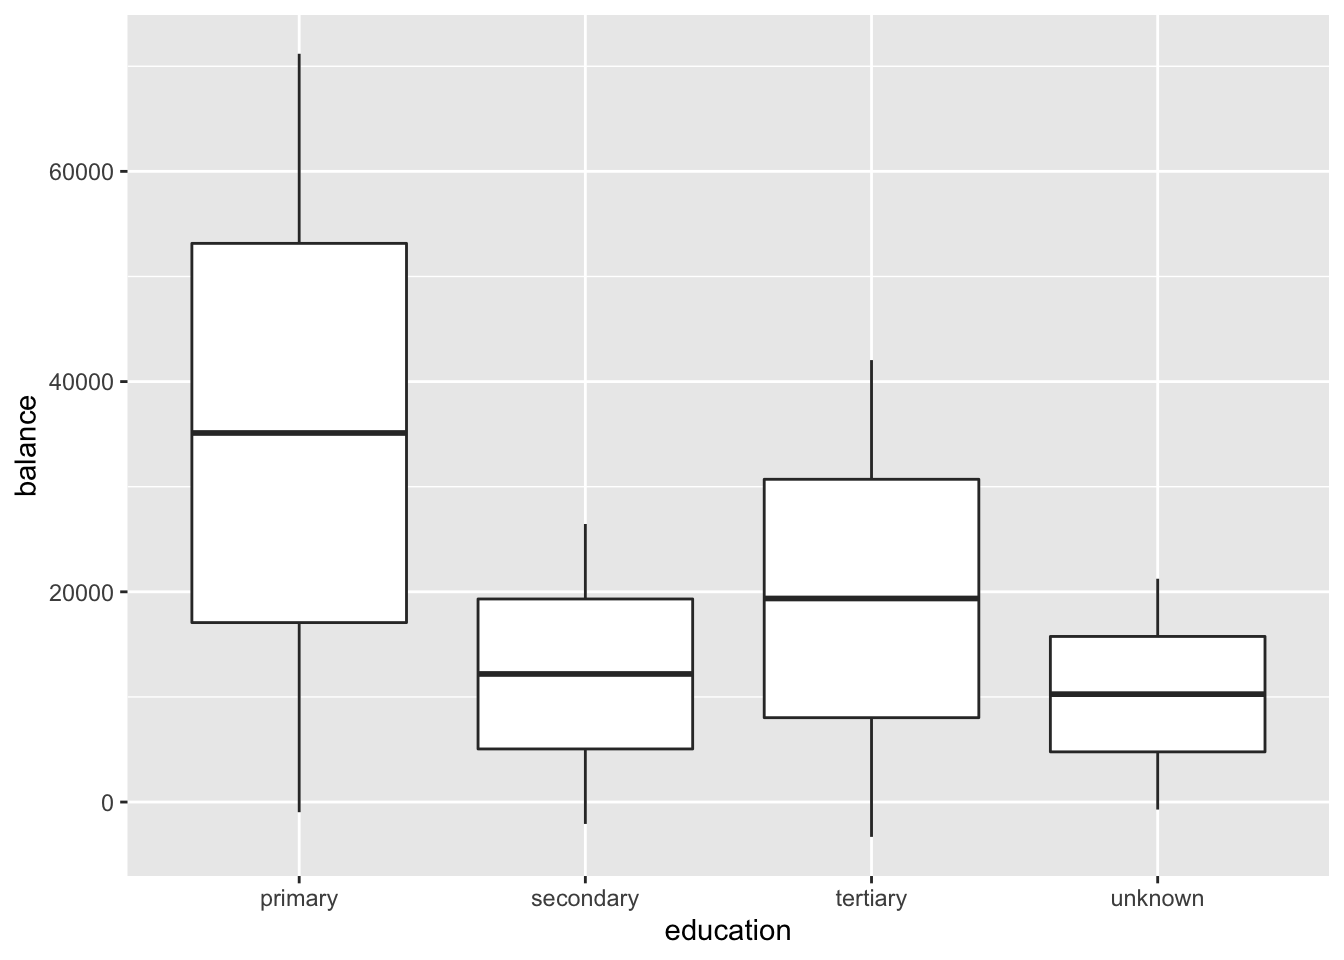 balance
60000
40000
20000
0
primary
secondary
tertiary
unknown
education